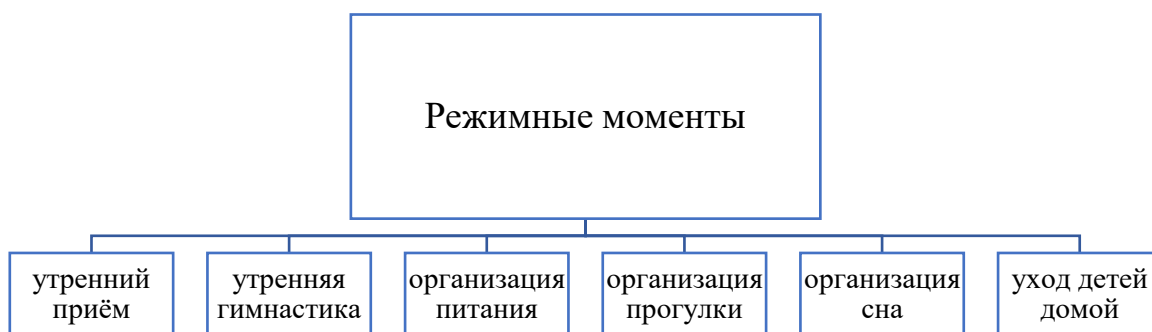 Режимные моменты
утренний
приём
утренняя
гимнастика
организация
питания
организация
прогулки
организация
сна
уход детей
домой